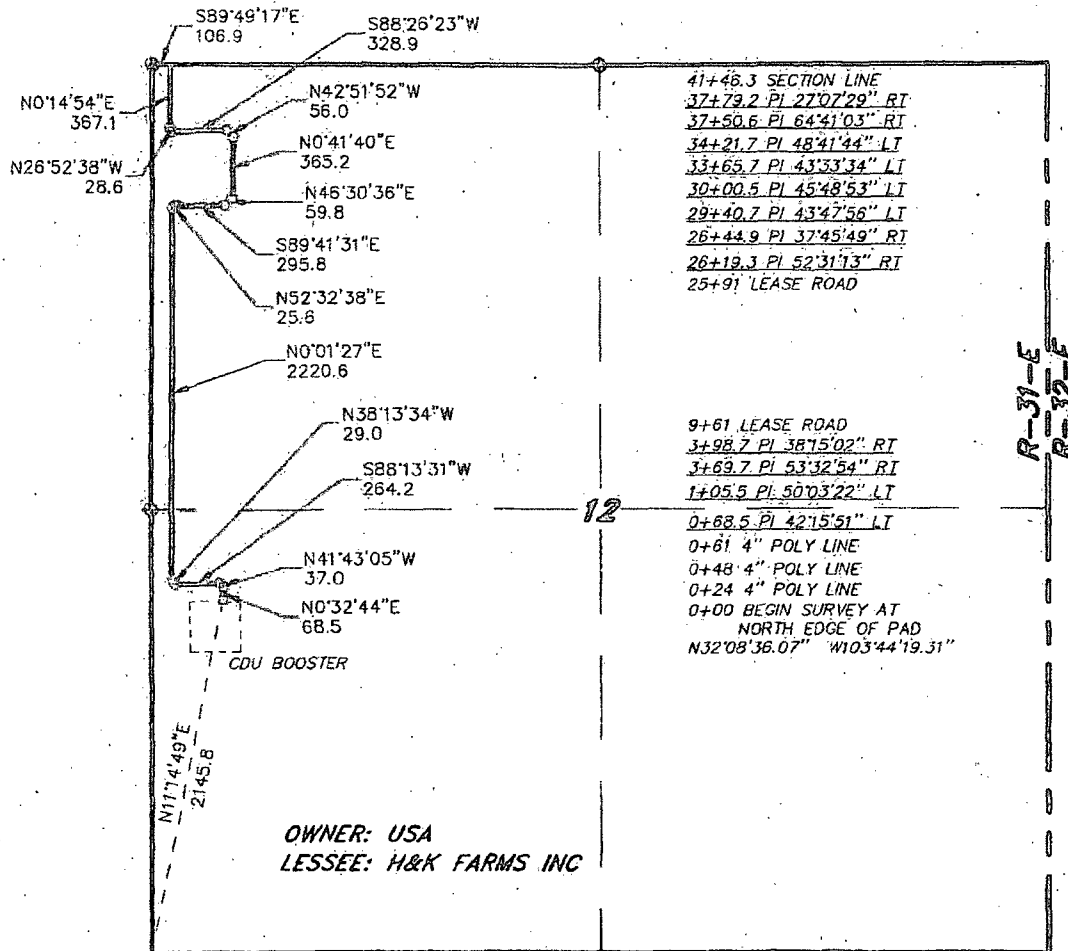 S89°49'17"E
106.9
S88°26'23"W
328.9
N0°14'54"E
367.1
N42°51'52"W
56.0
N0°41'40"E
365.2
N26°52'38"W
28.6
N46°30'36"E
59.8
S89°41'31"E
295.8
N52°32'38"E
25.6
N0°01'27"E
2220.6
N38°13'34"W
29.0
S88°13'31"W
264.2
N41°43'05"W
37.0
N0°32'44"E
68.5
CDU BOOSTER
N11°14'49"E
2145.8
OWNER: USA
LESSEE: H&K FARMS INC
12
41+46.3 SECTION LINE
37+79.2 PI 27°07'29" RT
37+50.6 PI 64°41'03" RT
34+21.7 PI 48°41'44" LT
33+65.7 PI 43°33'34" LT
30+00.5 PI 45°48'53" LT
29+40.7 PI 43°47'56" LT
26+44.9 PI 37°45'49" RT
26+19.3 PI 52°31'13" RT
25+91 LEASE ROAD
9+61 LEASE ROAD
3+98.7 PI 38°15'02" RT
3+69.7 PI 53°32'54" RT
1+05.5 PI 50°03'22" LT
0+68.5 PI 42°15'51" LT
0+61 4" POLY LINE
0+48 4" POLY LINE
0+24 4" POLY LINE
0+00 BEGIN SURVEY AT
NORTH EDGE OF PAD
N32°08'36.07" W103°44'19.31"
R-31-E
R-32-E